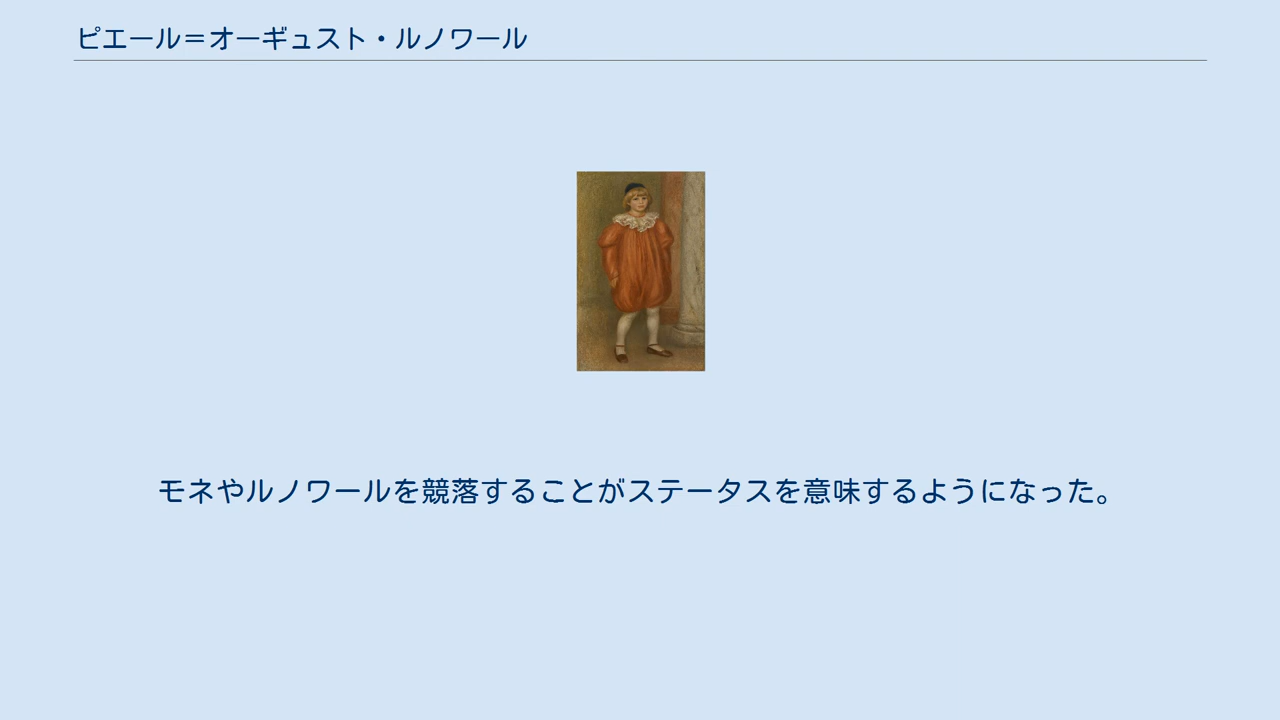 ピエール＝オーギュスト・ルノワール
モネやルノワールを競落することがステータスを意味するようになった。